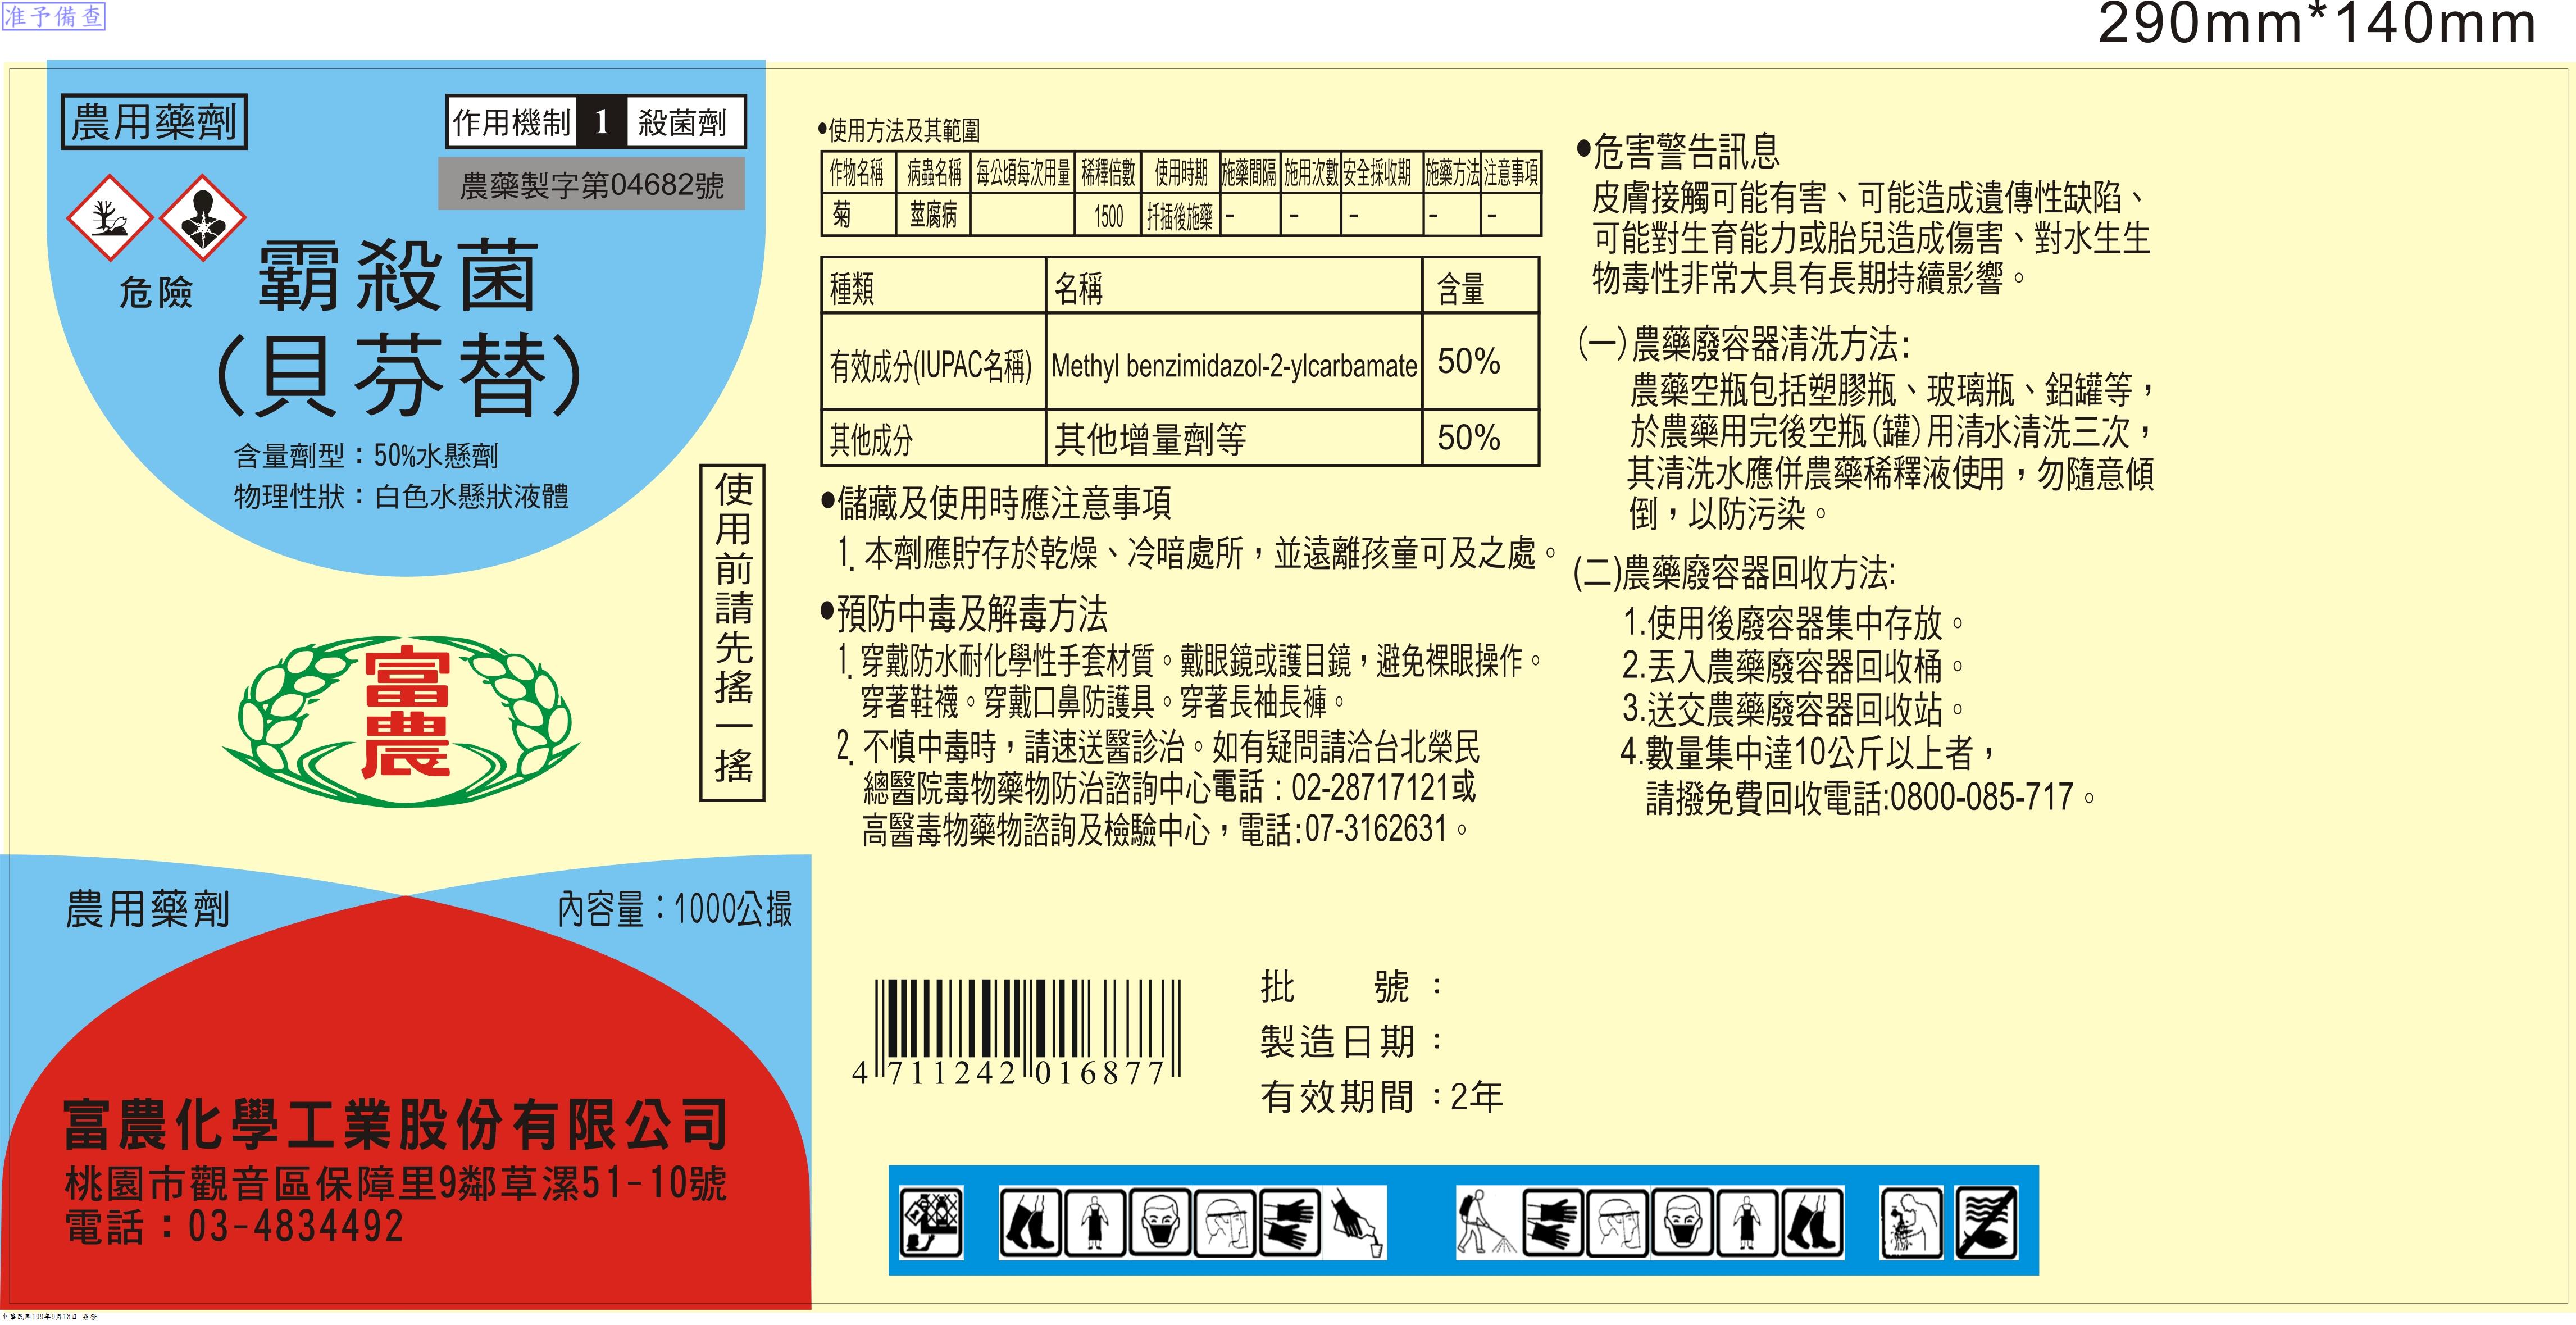 准予備查
290mm*140mm
農用藥劑
作用機制 1 殺菌劑
農藥製字第04682號
危險
霸殺菌
(貝芬替)
含量劑型：50%水懸劑
物理性狀：白色水懸狀液體
使用前請先搖一搖
富農
農用藥劑
內容量：1000公撮
富農化學工業股份有限公司
桃園市觀音區保障里9鄰草漯51-10號
電話：03-4834492
●使用方法及其範圍
作物名稱 病蟲名稱 每公頃每次用量 稀釋倍數 使用時期 施藥間隔 施用次數 安全採收期 施藥方法 注意事項
菊 莖腐病 1500 扦插後施藥 - - - - -
種類 名稱 含量
有效成分(IUPAC名稱) Methyl benzimidazol-2-ylcarbamate 50%
其他成分 其他增量劑等 50%
●儲藏及使用時應注意事項
1. 本劑應貯存於乾燥、冷暗處所，並遠離孩童可及之處。
●預防中毒及解毒方法
1. 穿戴防水耐化學性手套材質。戴眼鏡或護目鏡，避免裸眼操作。
穿著鞋襪。穿戴口鼻防護具。穿著長袖長褲。
2. 不慎中毒時，請速送醫診治。如有疑問請洽台北榮民
總醫院毒物藥物防治諮詢中心電話：02-28717121或
高醫毒物藥物諮詢及檢驗中心，電話:07-3162631。
4 711242 016877
批　號：
製造日期：
有效期間：2年
●危害警告訊息
皮膚接觸可能有害、可能造成遺傳性缺陷、
可能對生育能力或胎兒造成傷害、對水生生
物毒性非常大具有長期持續影響。
(一)農藥廢容器清洗方法:
農藥空瓶包括塑膠瓶、玻璃瓶、鋁罐等，
於農藥用完後空瓶(罐)用清水清洗三次，
其清洗水應併農藥稀釋液使用，勿隨意傾
倒，以防污染。
(二)農藥廢容器回收方法:
1.使用後廢容器集中存放。
2.丟入農藥廢容器回收桶。
3.送交農藥廢容器回收站。
4.數量集中達10公斤以上者，
請撥免費回收電話:0800-085-717。
中華民國109年9月18日 簽發